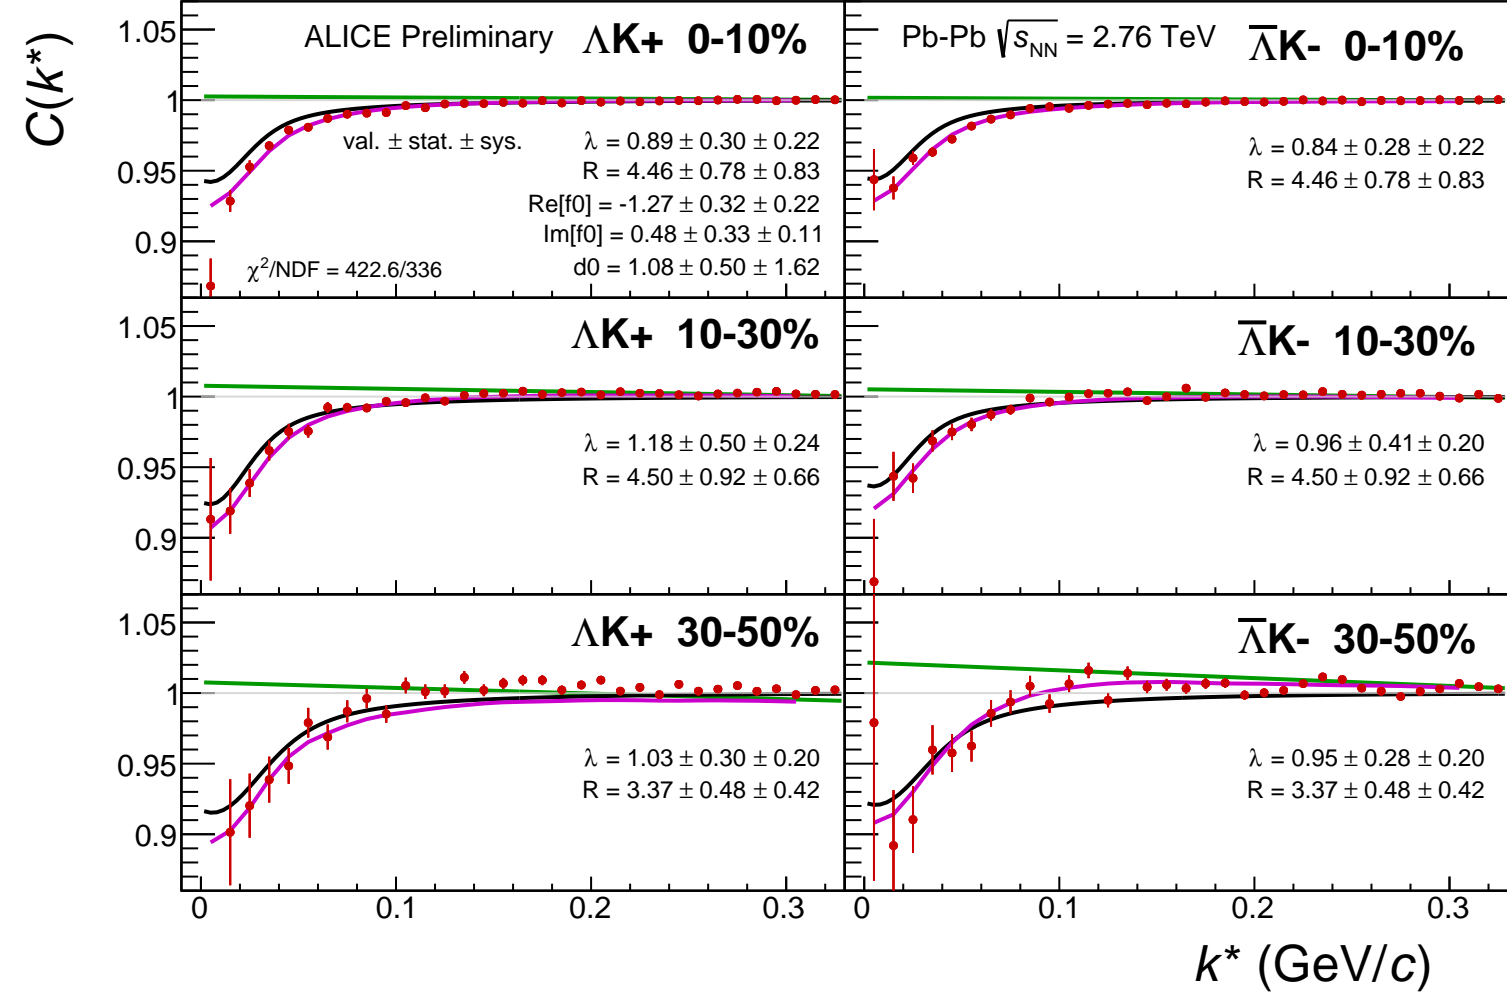 C(k*)
ALICE Preliminary ΛK+ 0-10%
1.05
1
0.95
0.9
val. ± stat. ± sys.
λ = 0.89 ± 0.30 ± 0.22
R = 4.46 ± 0.78 ± 0.83
Re[f0] = -1.27 ± 0.32 ± 0.22
Im[f0] = 0.48 ± 0.33 ± 0.11
d0 = 1.08 ± 0.50 ± 1.62
χ²/NDF = 422.6/336
Pb-Pb √s_NN = 2.76 TeV Λ̅K- 0-10%
λ = 0.84 ± 0.28 ± 0.22
R = 4.46 ± 0.78 ± 0.83
ΛK+ 10-30%
1.05
1
0.95
0.9
λ = 1.18 ± 0.50 ± 0.24
R = 4.50 ± 0.92 ± 0.66
Λ̅K- 10-30%
λ = 0.96 ± 0.41 ± 0.20
R = 4.50 ± 0.92 ± 0.66
ΛK+ 30-50%
1.05
1
0.95
0.9
λ = 1.03 ± 0.30 ± 0.20
R = 3.37 ± 0.48 ± 0.42
Λ̅K- 30-50%
λ = 0.95 ± 0.28 ± 0.20
R = 3.37 ± 0.48 ± 0.42
0 0.1 0.2 0.3 0 0.1 0.2 0.3
k* (GeV/c)